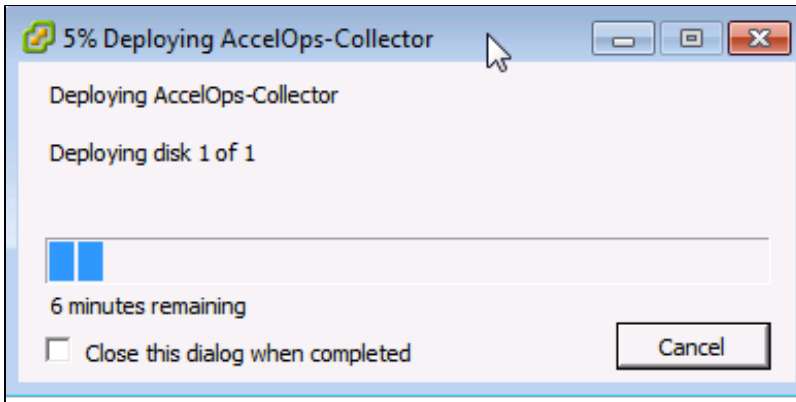 5% Deploying AccelOps-Collector
Deploying AccelOps-Collector
Deploying disk 1 of 1
6 minutes remaining
Close this dialog when completed
Cancel